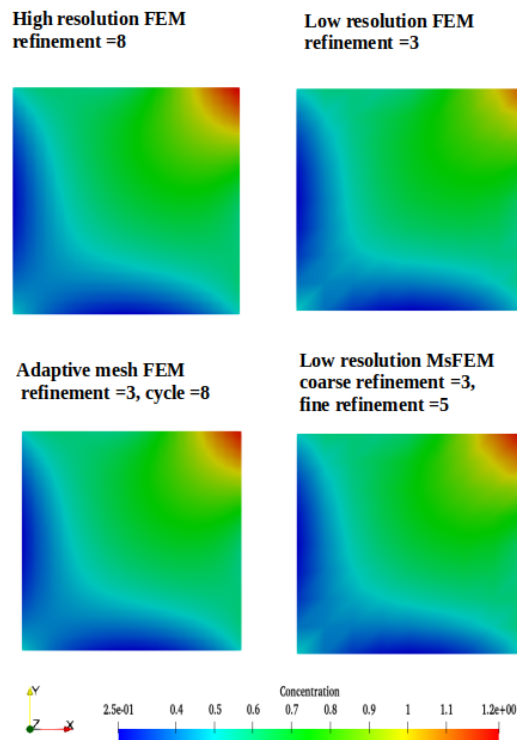 High resolution FEM
refinement =8
Low resolution FEM
refinement =3
Adaptive mesh FEM
refinement =3, cycle =8
Low resolution MsFEM
coarse refinement =3,
fine refinement =5
Y
Z X
Concentration
2.5e-01 0.4 0.5 0.6 0.7 0.8 0.9 1 1.1 1.2e+00